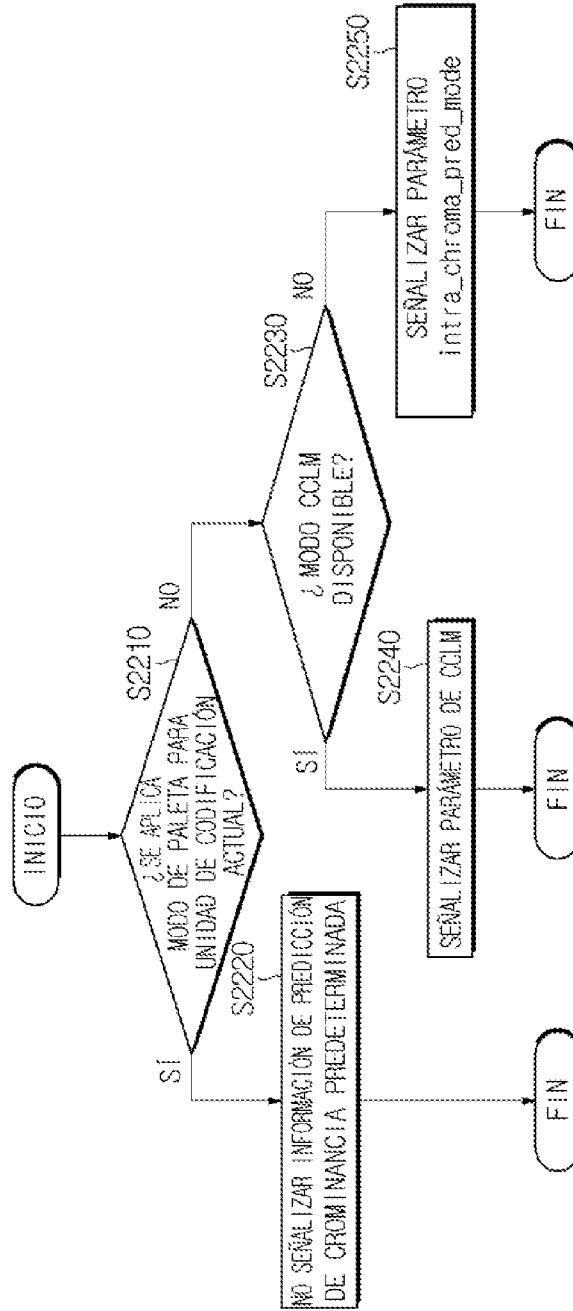 INICIO
¿SE APLICA
MODO DE PALETA PARA
UNIDAD DE CODIFICACIÓN
ACTUAL?
S2210
SÍ
NO
S2220
NO SEÑALIZAR INFORMACIÓN DE PREDICCIÓN
DE CROMINANCIA PREDETERMINADA
FIN
¿MODO CCLM
DISPONIBLE?
S2230
SÍ
NO
S2240
SEÑALIZAR PARÁMETRO DE CCLM
FIN
S2250
SEÑALIZAR PARÁMETRO
intra_chroma_pred_mode
FIN